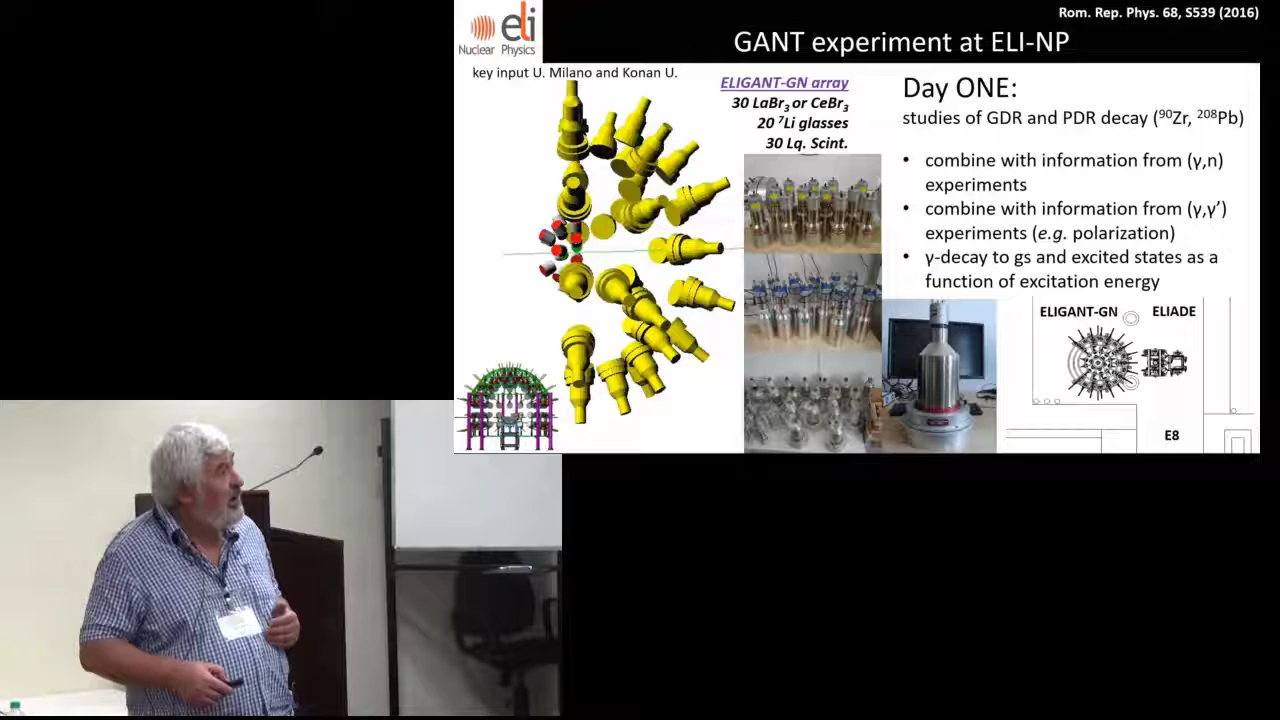 Rom. Rep. Phys. 68, S539 (2016)
eli
Nuclear Physics
GANT experiment at ELI-NP
key input U. Milano and Konan U.
ELIGANT-GN array
30 LaBr₃ or CeBr₃
20 ⁷Li glasses
30 Lq. Scint.
Day ONE:
studies of GDR and PDR decay (⁹⁰Zr, ²⁰⁸Pb)
• combine with information from (γ,n)
experiments
• combine with information from (γ,γ’)
experiments (e.g. polarization)
• γ-decay to gs and excited states as a
function of excitation energy
ELIGANT-GN
ELIADE
E8